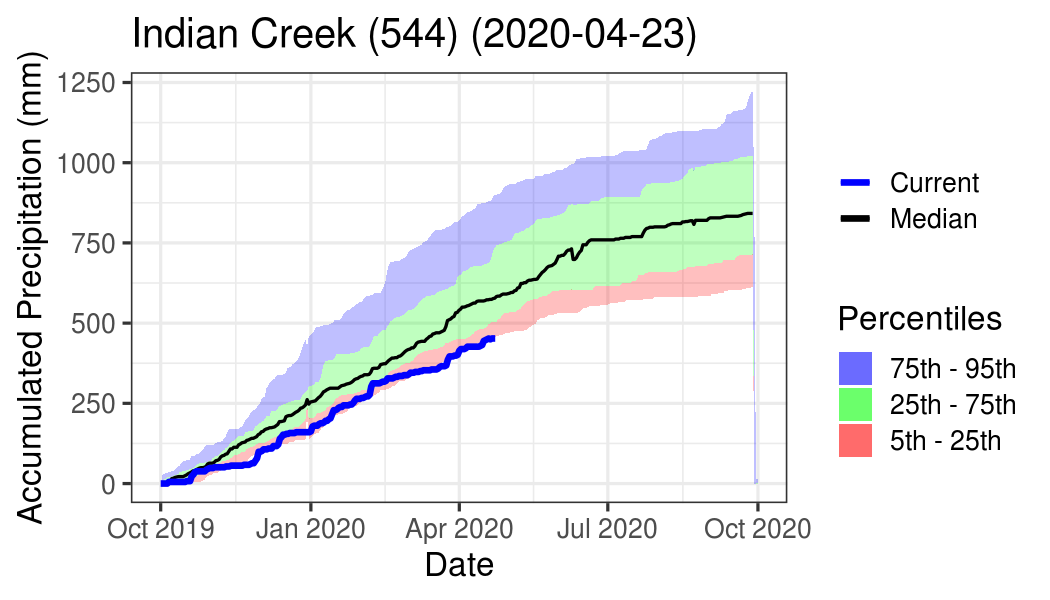 Indian Creek (544) (2020-04-23)
Accumulated Precipitation (mm)
1250
1000
750
500
250
0
Oct 2019
Jan 2020
Apr 2020
Jul 2020
Oct 2020
Date
Current
Median
Percentiles
75th - 95th
25th - 75th
5th - 25th